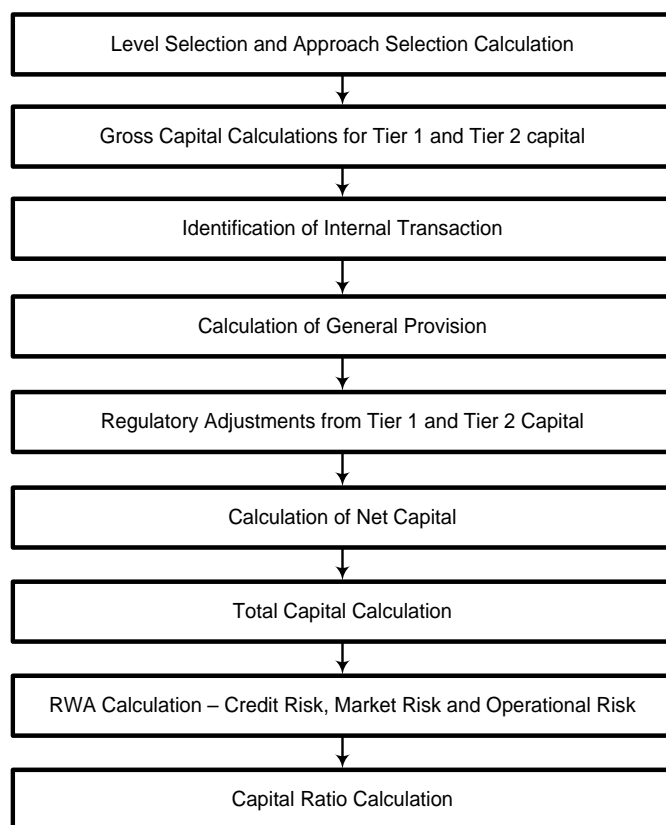 Level Selection and Approach Selection Calculation
Gross Capital Calculations for Tier 1 and Tier 2 capital
Identification of Internal Transaction
Calculation of General Provision
Regulatory Adjustments from Tier 1 and Tier 2 Capital
Calculation of Net Capital
Total Capital Calculation
RWA Calculation – Credit Risk, Market Risk and Operational Risk
Capital Ratio Calculation